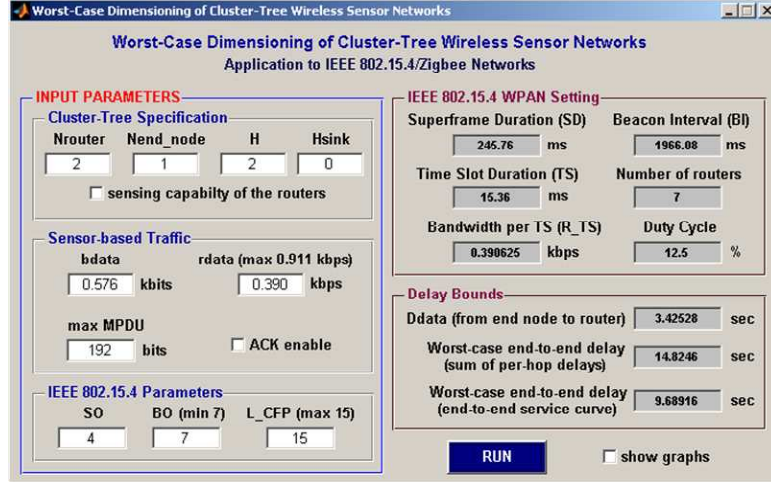 Worst-Case Dimensioning of Cluster-Tree Wireless Sensor Networks
Worst-Case Dimensioning of Cluster-Tree Wireless Sensor Networks
Application to IEEE 802.15.4/Zigbee Networks
INPUT PARAMETERS
Cluster-Tree Specification
Nrouter Nend_node H Hsink
2 1 2 0
sensing capabilty of the routers
Sensor-based Traffic
bdata rdata (max 0.911 kbps)
0.576 kbits 0.390 kbps
max MPDU
192 bits ACK enable
IEEE 802.15.4 Parameters
SO BO (min 7) L_CFP (max 15)
4 7 15
IEEE 802.15.4 WPAN Setting
Superframe Duration (SD) Beacon Interval (BI)
245.76 ms 1966.08 ms
Time Slot Duration (TS) Number of routers
15.36 ms 7
Bandwidth per TS (R_TS) Duty Cycle
0.390625 kbps 12.5 %
Delay Bounds
Ddata (from end node to router) 3.42528 sec
Worst-case end-to-end delay
(sum of per-hop delays) 14.8246 sec
Worst-case end-to-end delay
(end-to-end service curve) 9.68916 sec
RUN show graphs